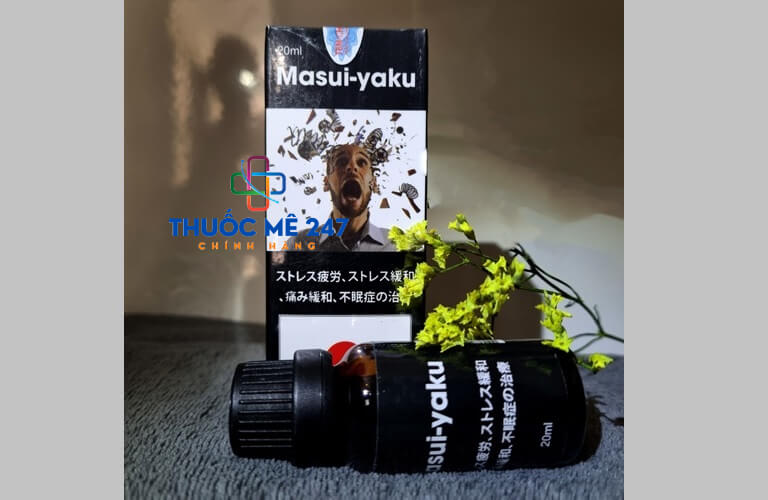 20ml
Masui-yaku
THUỐC MÊ 247
CHÍNH HÃNG
ストレス疲労、ストレス緩和
、痛み緩和、不眠症の治
asui-yaku
ス疲労、ストレス緩和
緩和、不眠症の治療
20ml